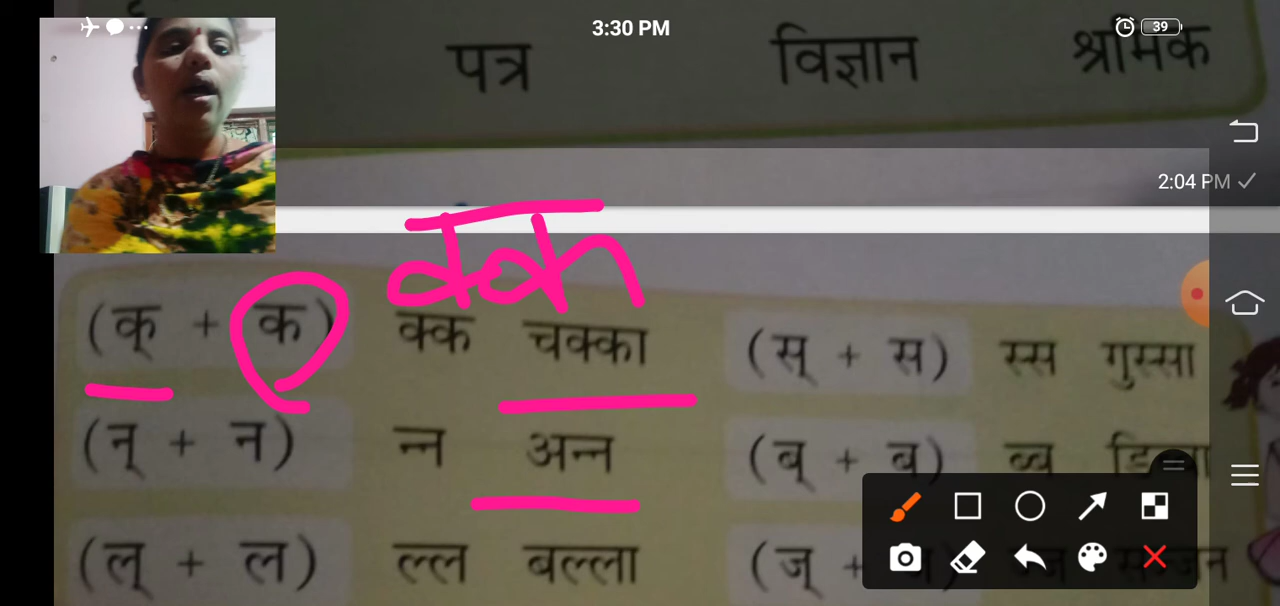 3:30 PM
39
पत्र विज्ञान श्रमिक
2:04 PM
क्क
(क् + क) क्क चक्का (स् + स) स्स गुस्सा
(न् + न) न्न अन्न (ब् + ब) ब्ब
(ल् + ल) ल्ल बल्ला (ज् +